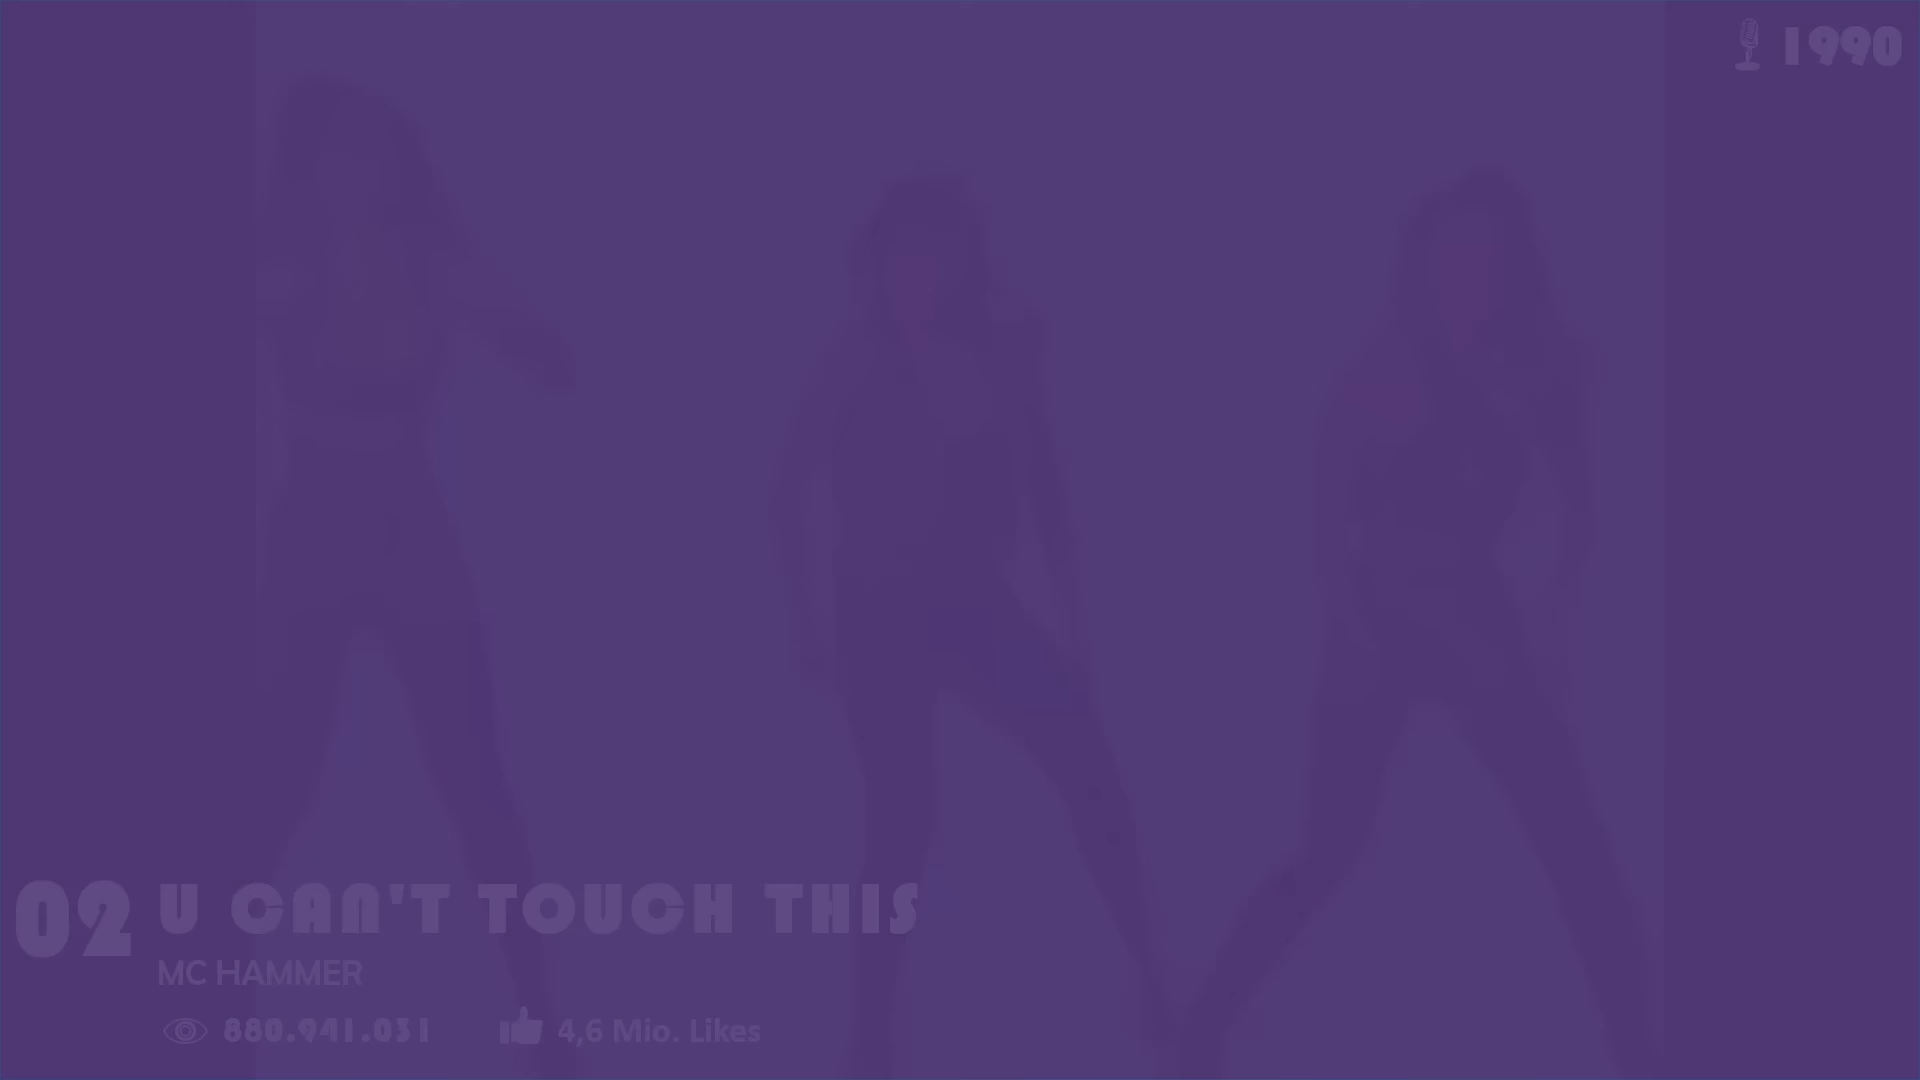 1990
02
U CAN'T TOUCH THIS
MC HAMMER
880.941.031
4,6 Mio. Likes